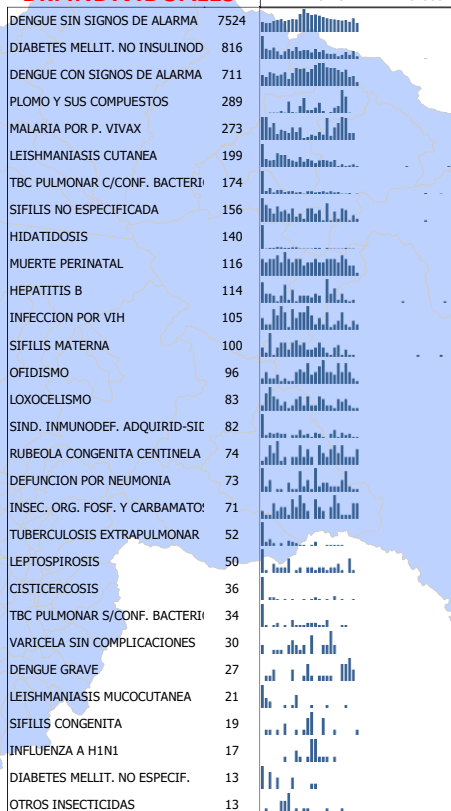 DENGUE SIN SIGNOS DE ALARMA 7524
DIABETES MELLIT. NO INSULINOD 816
DENGUE CON SIGNOS DE ALARMA 711
PLOMO Y SUS COMPUESTOS 289
MALARIA POR P. VIVAX 273
LEISHMANIASIS CUTANEA 199
TBC PULMONAR C/CONF. BACTERI 174
SIFILIS NO ESPECIFICADA 156
HIDATIDOSIS 140
MUERTE PERINATAL 116
HEPATITIS B 114
INFECCION POR VIH 105
SIFILIS MATERNA 100
OFIDISMO 96
LOXOCELISMO 83
SIND. INMUNODEF. ADQUIRID-SID 82
RUBEOLA CONGENITA CENTINELA 74
DEFUNCION POR NEUMONIA 73
INSEC. ORG. FOSF. Y CARBAMATOS 71
TUBERCULOSIS EXTRAPULMONAR 52
LEPTOSPIROSIS 50
CISTICERCOSIS 36
TBC PULMONAR S/CONF. BACTERI 34
VARICELA SIN COMPLICACIONES 30
DENGUE GRAVE 27
LEISHMANIASIS MUCOCUTANEA 21
SIFILIS CONGENITA 19
INFLUENZA A H1N1 17
DIABETES MELLIT. NO ESPECIF. 13
OTROS INSECTICIDAS 13